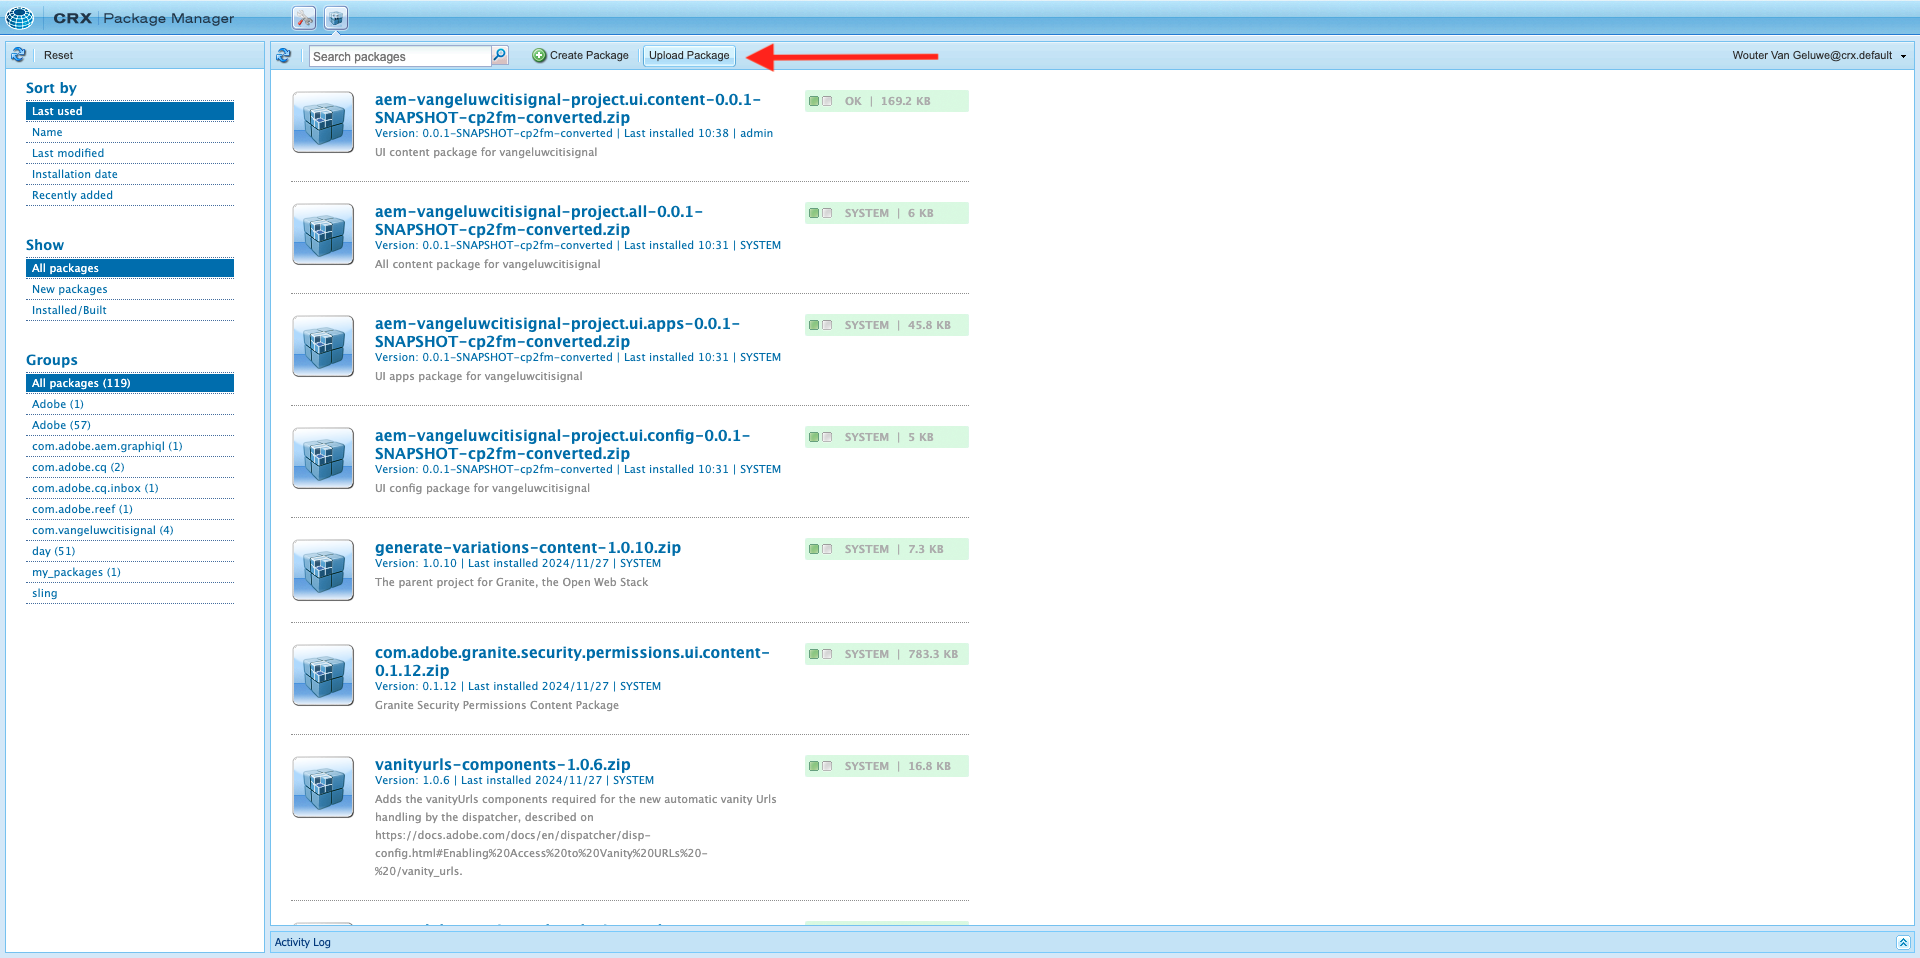 CRX | Package Manager
Reset
Search packages
Create Package
Upload Package
Wouter Van Geluwe@crx.default
Sort by
Last used
Name
Last modified
Installation date
Recently added
Show
All packages
New packages
Installed/Built
Groups
All packages (119)
Adobe (1)
Adobe (57)
com.adobe.aem.graphiql (1)
com.adobe.cq (2)
com.adobe.cq.inbox (1)
com.adobe.reef (1)
com.vangeluwcitisignal (4)
day (51)
my_packages (1)
sling
aem-vangeluwcitisignal-project.ui.content-0.0.1-
SNAPSHOT-cp2fm-converted.zip
Version: 0.0.1-SNAPSHOT-cp2fm-converted | Last installed 10:38 | admin
UI content package for vangeluwcitisignal
OK | 169.2 KB
aem-vangeluwcitisignal-project.all-0.0.1-
SNAPSHOT-cp2fm-converted.zip
Version: 0.0.1-SNAPSHOT-cp2fm-converted | Last installed 10:31 | SYSTEM
All content package for vangeluwcitisignal
SYSTEM | 6 KB
aem-vangeluwcitisignal-project.ui.apps-0.0.1-
SNAPSHOT-cp2fm-converted.zip
Version: 0.0.1-SNAPSHOT-cp2fm-converted | Last installed 10:31 | SYSTEM
UI apps package for vangeluwcitisignal
SYSTEM | 45.8 KB
aem-vangeluwcitisignal-project.ui.config-0.0.1-
SNAPSHOT-cp2fm-converted.zip
Version: 0.0.1-SNAPSHOT-cp2fm-converted | Last installed 10:31 | SYSTEM
UI config package for vangeluwcitisignal
SYSTEM | 5 KB
generate-variations-content-1.0.10.zip
Version: 1.0.10 | Last installed 2024/11/27 | SYSTEM
The parent project for Granite, the Open Web Stack
SYSTEM | 7.3 KB
com.adobe.granite.security.permissions.ui.content-
0.1.12.zip
Version: 0.1.12 | Last installed 2024/11/27 | SYSTEM
Granite Security Permissions Content Package
SYSTEM | 783.3 KB
vanityurls-components-1.0.6.zip
Version: 1.0.6 | Last installed 2024/11/27 | SYSTEM
Adds the vanityUrls components required for the new automatic vanity Urls
handling by the dispatcher, described on
https://docs.adobe.com/docs/en/dispatcher/disp-
config.html#Enabling%20Access%20to%20Vanity%20URLs%20-
%20/vanity_urls.
SYSTEM | 16.8 KB
Activity Log